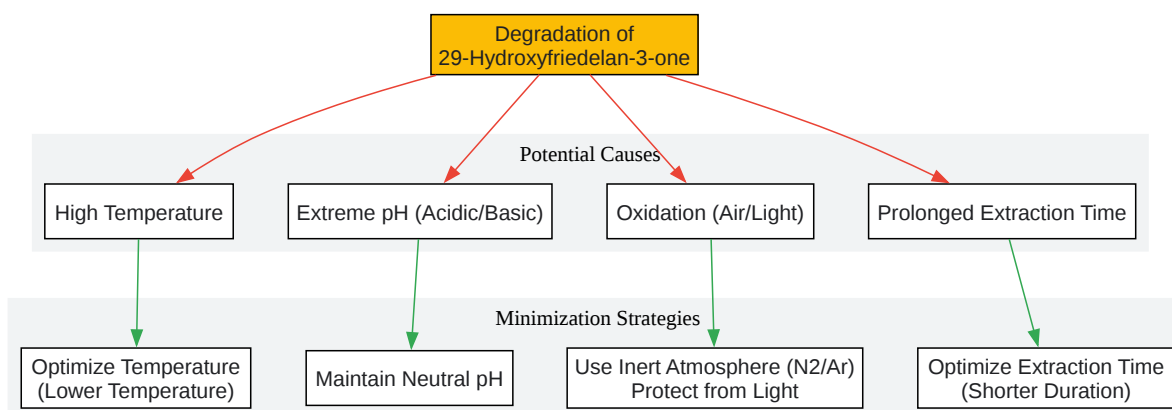 Degradation of
29-Hydroxyfriedelan-3-one
Potential Causes
High Temperature
Extreme pH (Acidic/Basic)
Oxidation (Air/Light)
Prolonged Extraction Time
Minimization Strategies
Optimize Temperature
(Lower Temperature)
Maintain Neutral pH
Use Inert Atmosphere (N2/Ar)
Protect from Light
Optimize Extraction Time
(Shorter Duration)